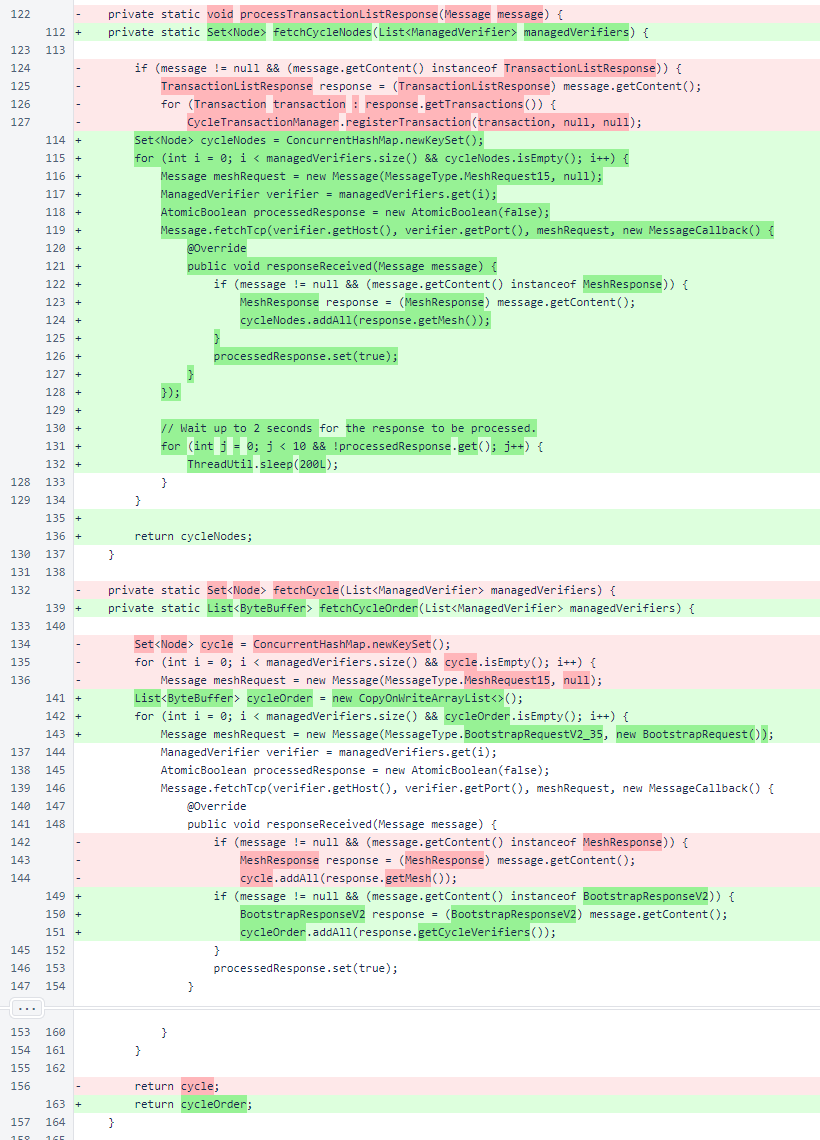 122 - private static void processTransactionListResponse(Message message) {
112 + private static Set<Node> fetchCycleNodes(List<ManagedVerifier> managedVerifiers) {
123 113
124 - if (message != null && (message.getContent() instanceof TransactionListResponse)) {
125 - TransactionListResponse response = (TransactionListResponse) message.getContent();
126 - for (Transaction transaction : response.getTransactions()) {
127 - CycleTransactionManager.registerTransaction(transaction, null, null);
114 + Set<Node> cycleNodes = ConcurrentHashMap.newKeySet();
115 + for (int i = 0; i < managedVerifiers.size() && cycleNodes.isEmpty(); i++) {
116 + Message meshRequest = new Message(MessageType.MeshRequest15, null);
117 + ManagedVerifier verifier = managedVerifiers.get(i);
118 + AtomicBoolean processedResponse = new AtomicBoolean(false);
119 + Message.fetchTcp(verifier.getHost(), verifier.getPort(), meshRequest, new MessageCallback() {
120 + @Override
121 + public void responseReceived(Message message) {
122 + if (message != null && (message.getContent() instanceof MeshResponse)) {
123 + MeshResponse response = (MeshResponse) message.getContent();
124 + cycleNodes.addAll(response.getMesh());
125 + }
126 + processedResponse.set(true);
127 + }
128 + });
129 +
130 + // Wait up to 2 seconds for the response to be processed.
131 + for (int j = 0; j < 10 && !processedResponse.get(); j++) {
132 + ThreadUtil.sleep(200L);
128 133 }
129 134 }
135 +
136 + return cycleNodes;
130 137 }
131 138
132 - private static Set<Node> fetchCycle(List<ManagedVerifier> managedVerifiers) {
139 + private static List<ByteBuffer> fetchCycleOrder(List<ManagedVerifier> managedVerifiers) {
133 140
134 - Set<Node> cycle = ConcurrentHashMap.newKeySet();
135 - for (int i = 0; i < managedVerifiers.size() && cycle.isEmpty(); i++) {
136 - Message meshRequest = new Message(MessageType.MeshRequest15, null);
141 + List<ByteBuffer> cycleOrder = new CopyOnWriteArrayList<>();
142 + for (int i = 0; i < managedVerifiers.size() && cycleOrder.isEmpty(); i++) {
143 + Message meshRequest = new Message(MessageType.BootstrapRequestV2_35, new BootstrapRequest());
137 144 ManagedVerifier verifier = managedVerifiers.get(i);
138 145 AtomicBoolean processedResponse = new AtomicBoolean(false);
139 146 Message.fetchTcp(verifier.getHost(), verifier.getPort(), meshRequest, new MessageCallback() {
140 147 @Override
141 148 public void responseReceived(Message message) {
142 - if (message != null && (message.getContent() instanceof MeshResponse)) {
143 - MeshResponse response = (MeshResponse) message.getContent();
144 - cycle.addAll(response.getMesh());
149 + if (message != null && (message.getContent() instanceof BootstrapResponseV2)) {
150 + BootstrapResponseV2 response = (BootstrapResponseV2) message.getContent();
151 + cycleOrder.addAll(response.getCycleVerifiers());
145 152 }
146 153 processedResponse.set(true);
147 154 }
...
153 160 }
154 161 }
155 162
156 - return cycle;
163 + return cycleOrder;
157 164 }
158 165